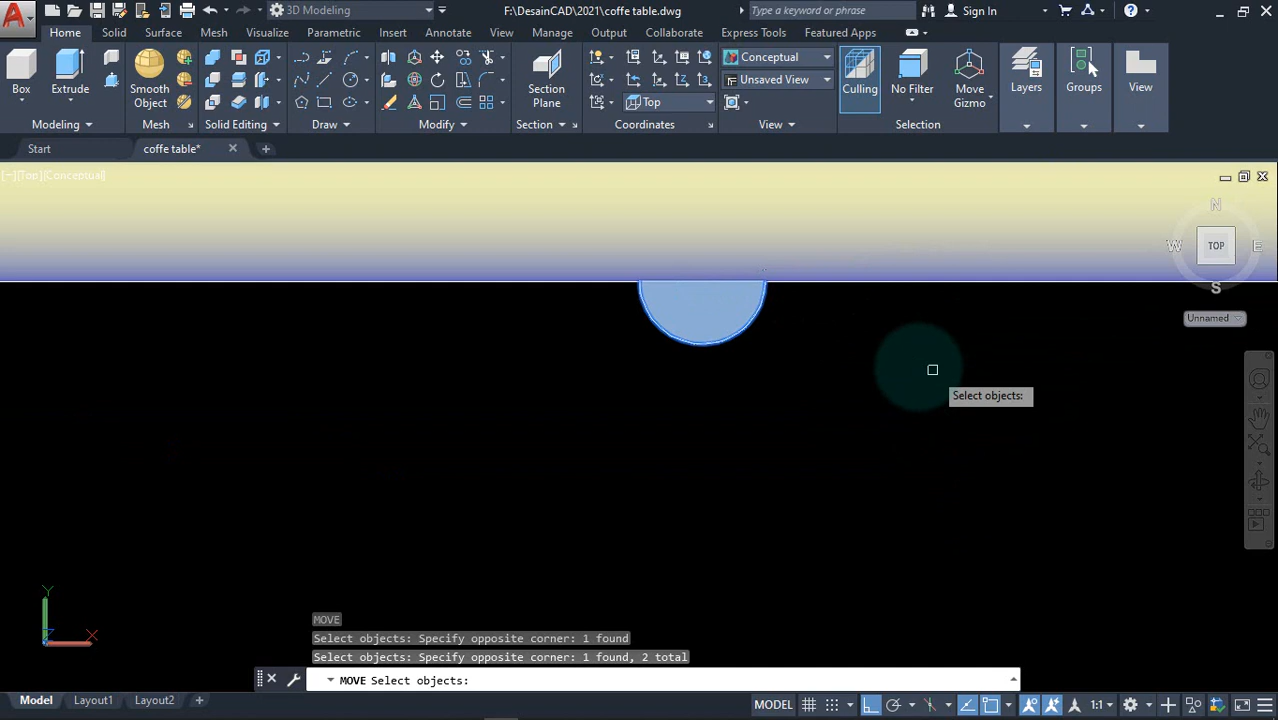 3D Modeling
F:\DesainCAD\2021\coffe table.dwg
Type a keyword or phrase
Sign In
Home Solid Surface Mesh Visualize Parametric Insert Annotate View Manage Output Collaborate Express Tools Featured Apps
Conceptual
Unsaved View
Top
Box Extrude Smooth Object Section Plane Culling No Filter Move Gizmo Layers Groups View
Modeling Mesh Solid Editing Draw Modify Section Coordinates View Selection
Start coffe table*
[−][Top][Conceptual]
N
W TOP E
S
Unnamed
Select objects:
Y
Z X
MOVE
Select objects: Specify opposite corner: 1 found
Select objects: Specify opposite corner: 1 found, 2 total
MOVE Select objects:
Model Layout1 Layout2 MODEL 1:1